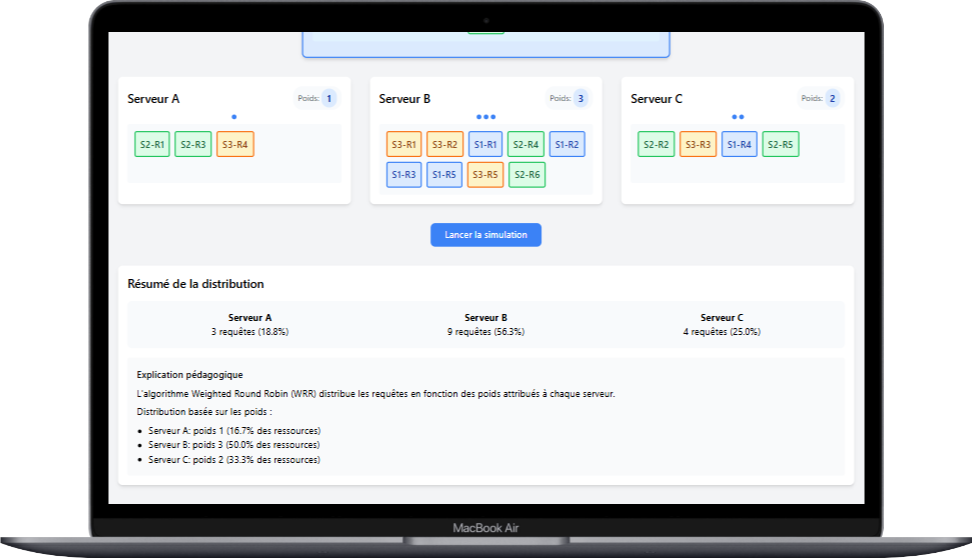 Serveur A Poids: 1
S2-R1 S2-R3 S3-R4
Serveur B Poids: 3
S3-R1 S3-R2 S1-R1 S2-R4 S1-R2
S1-R3 S1-R5 S3-R5 S2-R6
Serveur C Poids: 2
S2-R2 S3-R3 S1-R4 S2-R5
Lancer la simulation
Résumé de la distribution
Serveur A
3 requêtes (18.8%)
Serveur B
9 requêtes (56.3%)
Serveur C
4 requêtes (25.0%)
Explication pédagogique
L'algorithme Weighted Round Robin (WRR) distribue les requêtes en fonction des poids attribués à chaque serveur.
Distribution basée sur les poids :
• Serveur A: poids 1 (16.7% des ressources)
• Serveur B: poids 3 (50.0% des ressources)
• Serveur C: poids 2 (33.3% des ressources)
MacBook Air